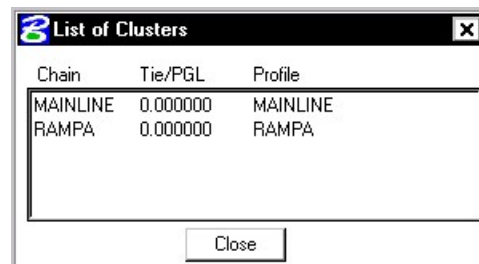 List of Clusters
Chain Tie/PGL Profile
MAINLINE 0.000000 MAINLINE
RAMPA 0.000000 RAMPA
Close